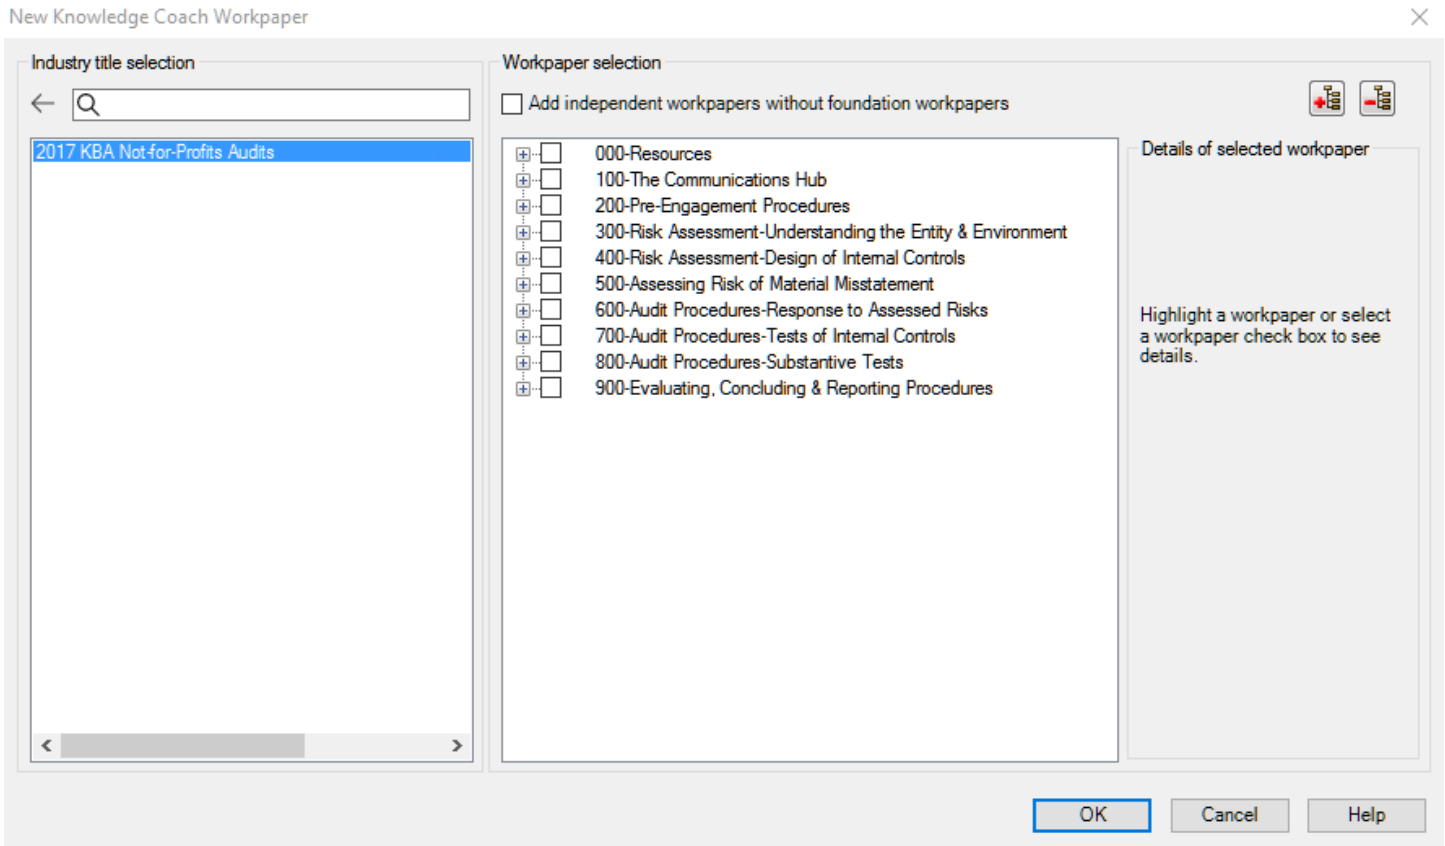 New Knowledge Coach Workpaper
Industry title selection
2017 KBA Not-for-Profits Audits
Workpaper selection
Add independent workpapers without foundation workpapers
000-Resources
100-The Communications Hub
200-Pre-Engagement Procedures
300-Risk Assessment-Understanding the Entity & Environment
400-Risk Assessment-Design of Internal Controls
500-Assessing Risk of Material Misstatement
600-Audit Procedures-Response to Assessed Risks
700-Audit Procedures-Tests of Internal Controls
800-Audit Procedures-Substantive Tests
900-Evaluating, Concluding & Reporting Procedures
Details of selected workpaper
Highlight a workpaper or select
a workpaper check box to see
details.
OK
Cancel
Help